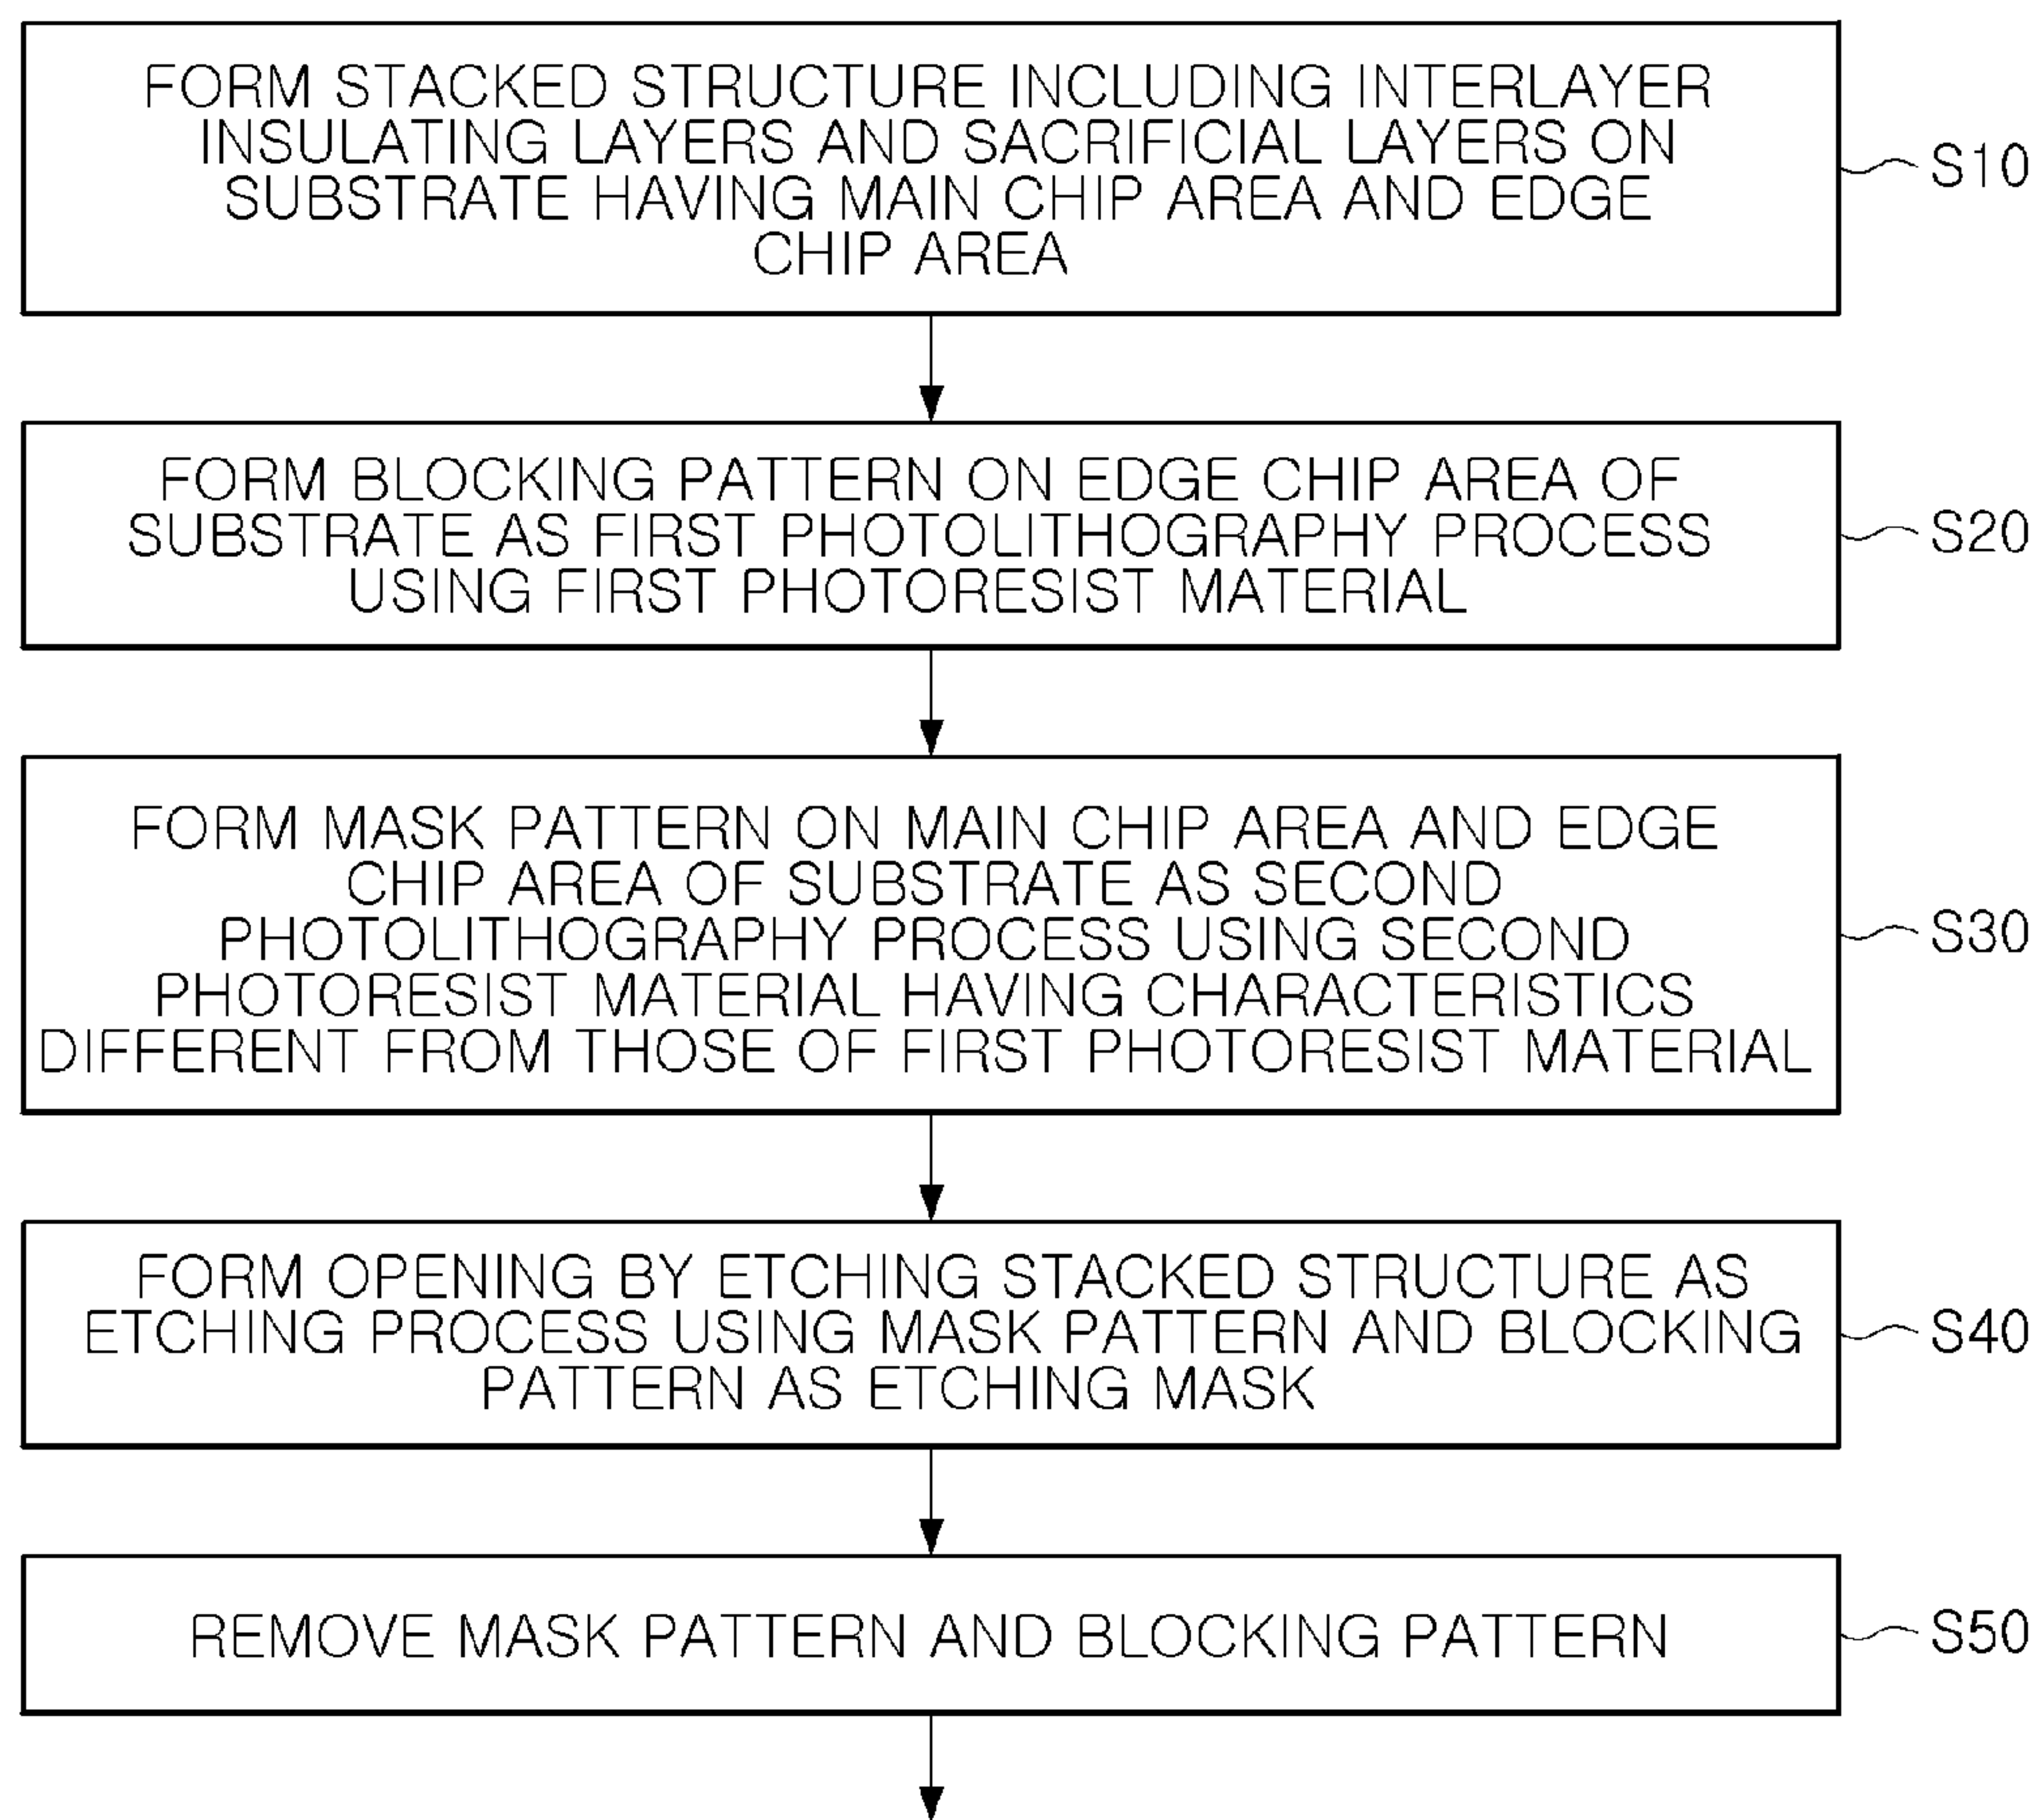 FORM STACKED STRUCTURE INCLUDING INTERLAYER
INSULATING LAYERS AND SACRIFICIAL LAYERS ON
SUBSTRATE HAVING MAIN CHIP AREA AND EDGE
CHIP AREA
S10
FORM BLOCKING PATTERN ON EDGE CHIP AREA OF
SUBSTRATE AS FIRST PHOTOLITHOGRAPHY PROCESS
USING FIRST PHOTORESIST MATERIAL
S20
FORM MASK PATTERN ON MAIN CHIP AREA AND EDGE
CHIP AREA OF SUBSTRATE AS SECOND
PHOTOLITHOGRAPHY PROCESS USING SECOND
PHOTORESIST MATERIAL HAVING CHARACTERISTICS
DIFFERENT FROM THOSE OF FIRST PHOTORESIST MATERIAL
S30
FORM OPENING BY ETCHING STACKED STRUCTURE AS
ETCHING PROCESS USING MASK PATTERN AND BLOCKING
PATTERN AS ETCHING MASK
S40
REMOVE MASK PATTERN AND BLOCKING PATTERN
S50